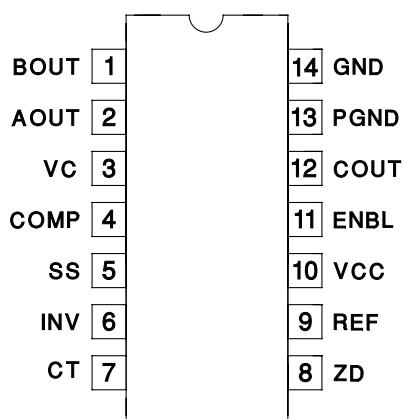 BOUT 1 14 GND
AOUT 2 13 PGND
VC 3 12 COUT
COMP 4 11 ENBL
SS 5 10 VCC
INV 6 9 REF
CT 7 8 ZD